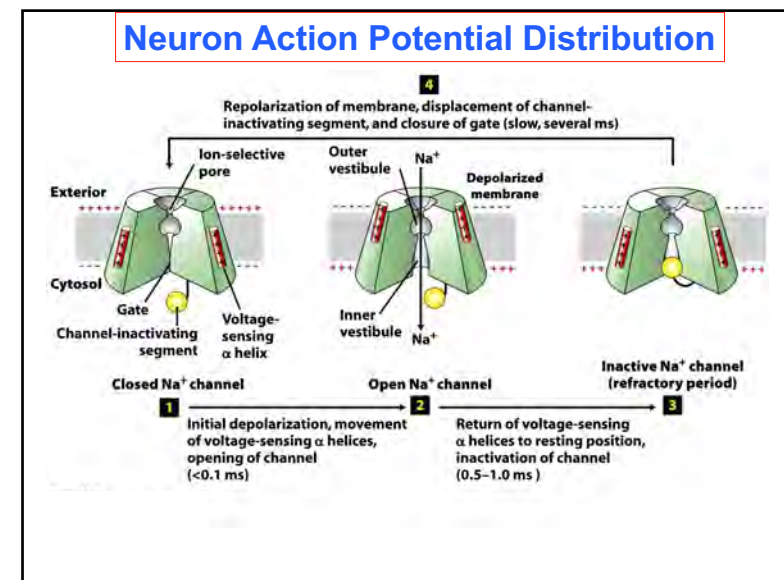 Neuron Action Potential Distribution
4
Repolarization of membrane, displacement of channel-
inactivating segment, and closure of gate (slow, several ms)
Ion-selective
pore
Outer
vestibule
Na⁺
Depolarized
membrane
Exterior
++++
++++
- - - -
- - - -
++++
++++
Cytosol
Gate
Channel-inactivating
segment
Voltage-
sensing
α helix
Inner
vestibule
Na⁺
Closed Na⁺ channel
Open Na⁺ channel
Inactive Na⁺ channel
(refractory period)
1
2
3
Initial depolarization, movement
of voltage-sensing α helices,
opening of channel
(<0.1 ms)
Return of voltage-sensing
α helices to resting position,
inactivation of channel
(0.5–1.0 ms )